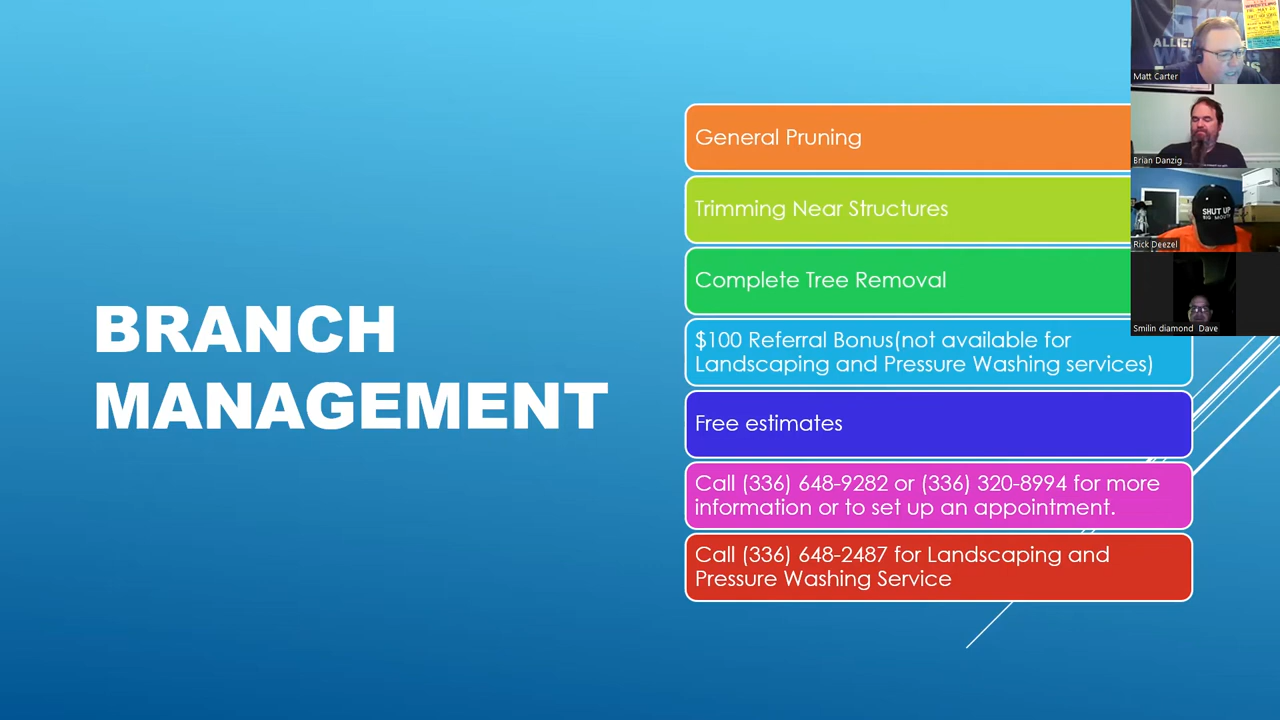 BRANCH
MANAGEMENT
General Pruning
Trimming Near Structures
Complete Tree Removal
$100 Referral Bonus(not available for
Landscaping and Pressure Washing services)
Free estimates
Call (336) 648-9282 or (336) 320-8994 for more
information or to set up an appointment.
Call (336) 648-2487 for Landscaping and
Pressure Washing Service
ALLIE
Matt Carter
Brian Danzig
SHUT UP
BIG MOUTH
Rick Deezel
Smilin diamond Dave